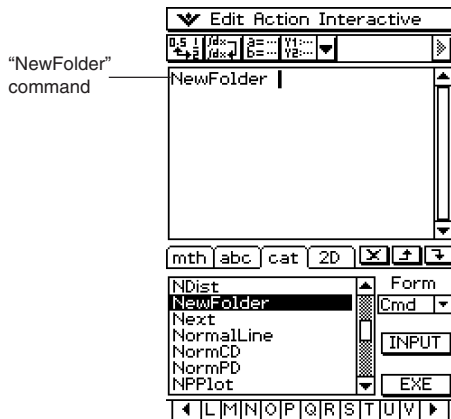 Edit Action Interactive
“NewFolder”
command
NewFolder
mth abc cat 2D
NDist
NewFolder
Next
NormalLine
NormCD
NormPD
NPPlot
Form
Cmd
INPUT
EXE
L M N O P Q R S T U V